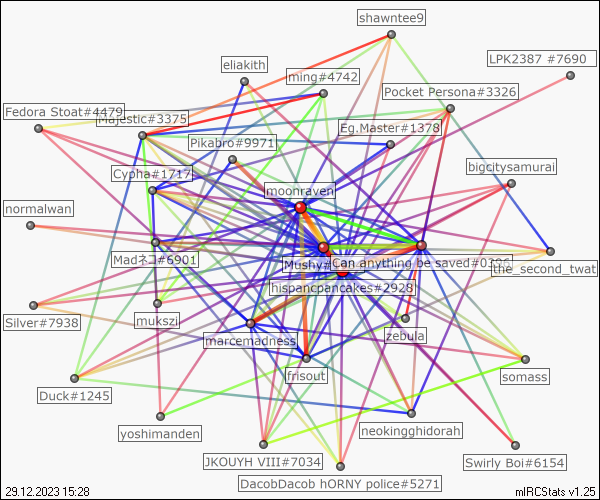 shawntee9
LPK2387 #7690
eliakith
ming#4742
Pocket Persona#3326
Fedora Stoat#4479
Majestic#3375
Eg.Master#1378
Pikabro#9971
bigcitysamurai
Cypha#1717
moonraven
normalwan
Madネコ#6901
Can anything be saved#0
the_second_twat
hispancpancakes#2928
Silver#7938
mukszi
marcemadness
zebula
frisout
somass
Duck#1245
yoshimanden
neokingghidorah
JKOUYH VIII#7034
Swirly Boi#6154
DacobDacob hORNY police#5271
29.12.2023 15:28
mIRCStats v1.25